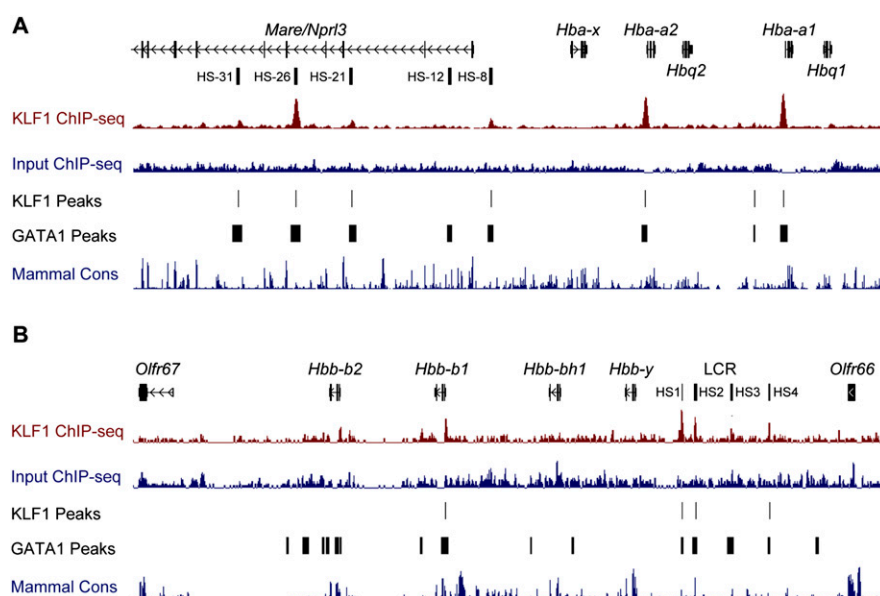 A
Mare/Nprl3 Hba-x Hba-a2 Hba-a1
Hbq2 Hbq1
HS-31 HS-26 HS-21 HS-12 HS-8
KLF1 ChIP-seq
Input ChIP-seq
KLF1 Peaks
GATA1 Peaks
Mammal Cons
B
Olfr67 Hbb-b2 Hbb-b1 Hbb-bh1 Hbb-y LCR Olfr66
HS1 HS2 HS3 HS4
KLF1 ChIP-seq
Input ChIP-seq
KLF1 Peaks
GATA1 Peaks
Mammal Cons